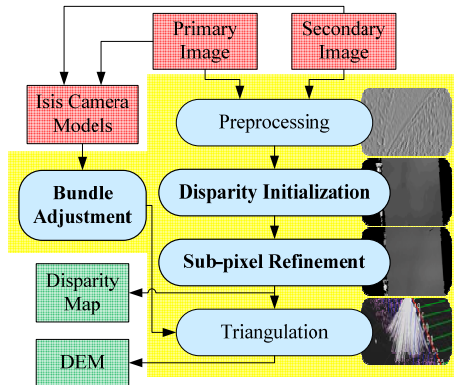 Primary
Image
Secondary
Image
Isis Camera
Models
Preprocessing
Bundle
Adjustment
Disparity Initialization
Sub-pixel Refinement
Disparity
Map
Triangulation
DEM